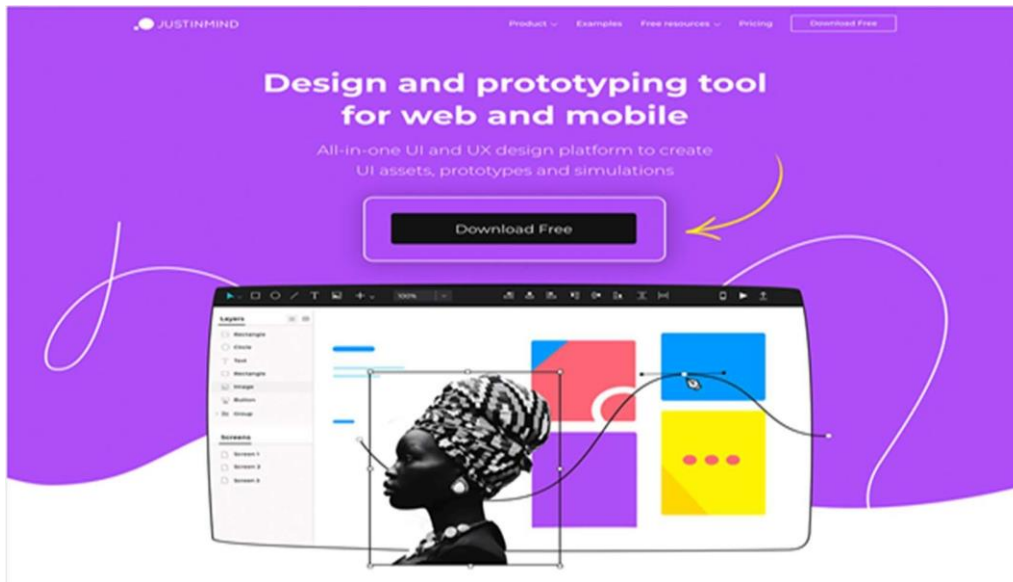 JUSTINMIND
Product Examples Free resources Pricing Download Free
Design and prototyping tool
for web and mobile
All-in-one UI and UX design platform to create
UI assets, prototypes and simulations
Download Free
T 100%
Layers
Rectangle
Circle
T Text
Rectangle
Image
Button
Group
Screens
Screen 1
Screen 2
Screen 3